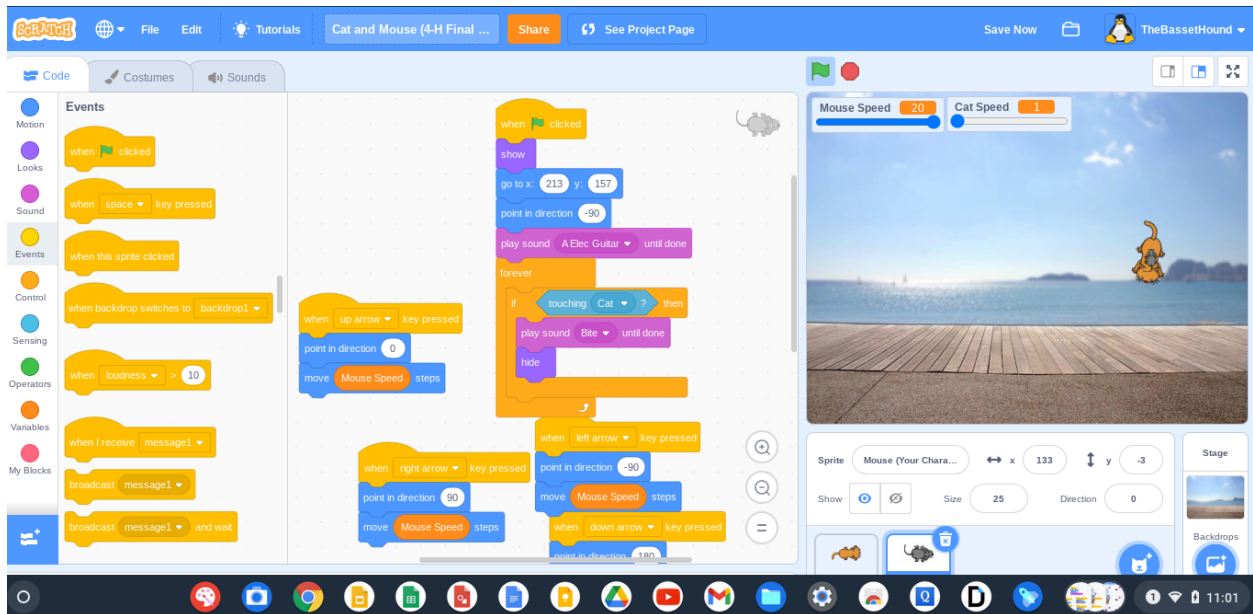 SCRATCH
File
Edit
Tutorials
Cat and Mouse (4-H Final ...
Share
See Project Page
Save Now
TheBassetHound
Code
Costumes
Sounds
Motion
Looks
Sound
Events
Control
Sensing
Operators
Variables
My Blocks
Events
when clicked
when space key pressed
when this sprite clicked
when backdrop switches to backdrop1
when loudness > 10
when I receive message1
broadcast message1
broadcast message1 and wait
when up arrow key pressed
point in direction 0
move Mouse Speed steps
when right arrow key pressed
point in direction 90
move Mouse Speed steps
when clicked
show
go to x: 213 y: 157
point in direction -90
play sound A Elec Guitar until done
forever
if touching Cat ? then
play sound Bite until done
hide
when left arrow key pressed
point in direction -90
move Mouse Speed steps
when down arrow key pressed
point in direction 180
Mouse Speed 20
Cat Speed 1
Sprite Mouse (Your Chara...
x 133
y -3
Show
Size 25
Direction 0
Stage
Backdrops
1
11:01